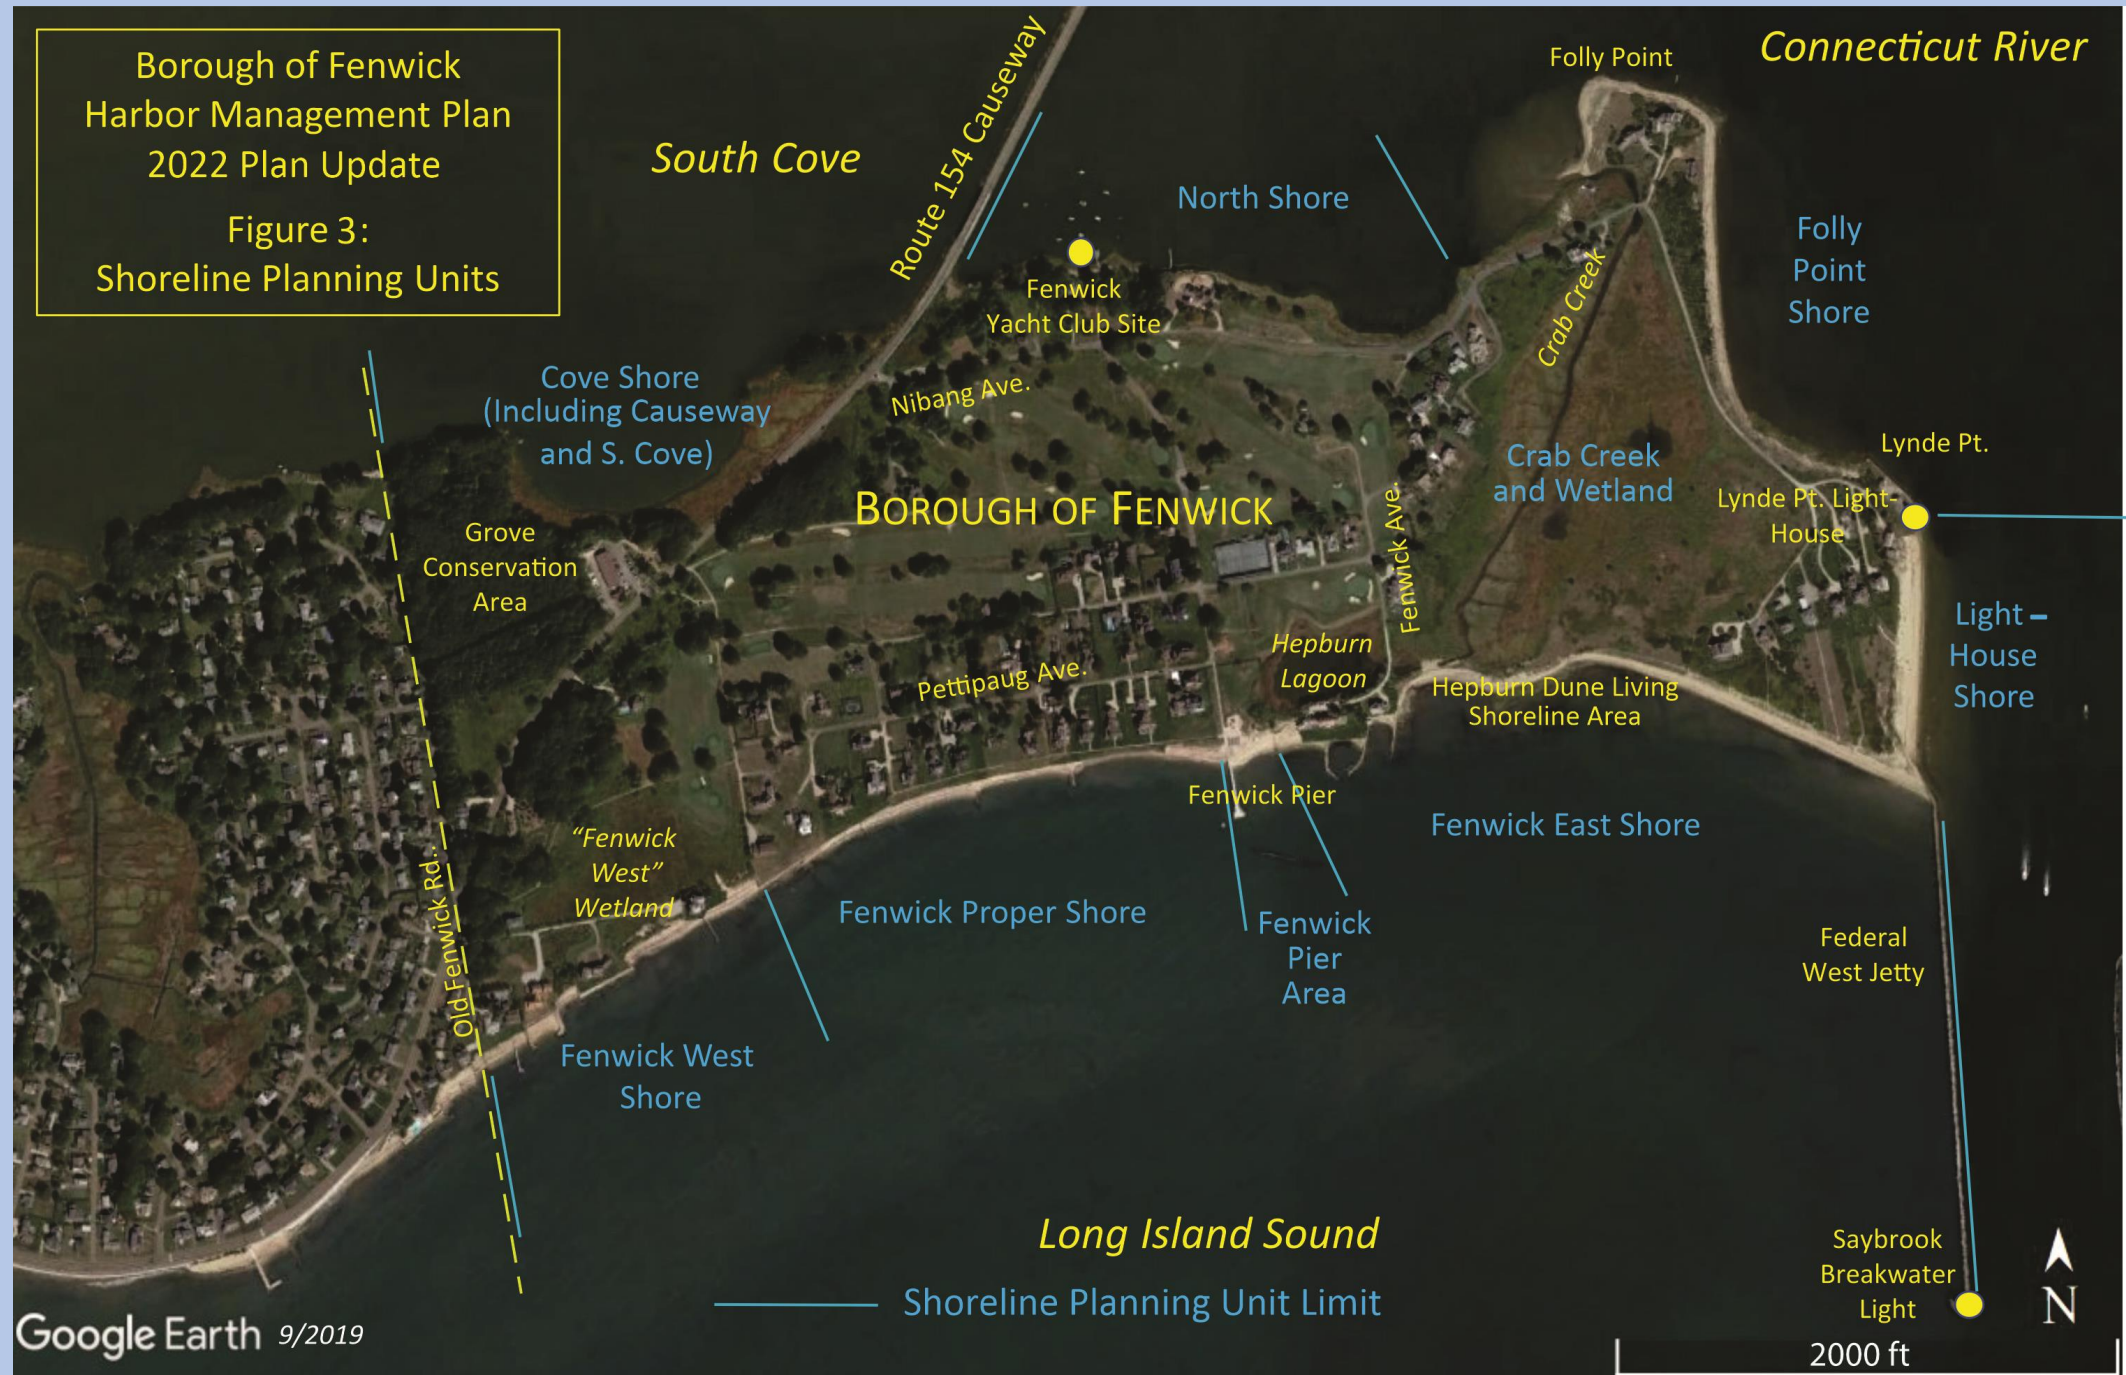 Borough of Fenwick
Harbor Management Plan
2022 Plan Update
Figure 3:
Shoreline Planning Units
South Cove
Route 154 Causeway
Folly Point
Connecticut River
North Shore
Folly
Point
Shore
Fenwick
Yacht Club Site
Crab Creek
Cove Shore
(Including Causeway
and S. Cove)
Nibang Ave.
Lynde Pt.
Crab Creek
and Wetland
Lynde Pt. Light-
House
BOROUGH OF FENWICK
Grove
Conservation
Area
Fenwick Ave.
Light –
House
Shore
Hepburn
Lagoon
Pettipaug Ave.
Hepburn Dune Living
Shoreline Area
Fenwick Pier
Fenwick East Shore
“Fenwick
West”
Wetland
Old Fenwick Rd..
Fenwick Proper Shore
Fenwick
Pier
Area
Federal
West Jetty
Fenwick West
Shore
Long Island Sound
Saybrook
Breakwater
Light
Shoreline Planning Unit Limit
N
Google Earth 9/2019
2000 ft